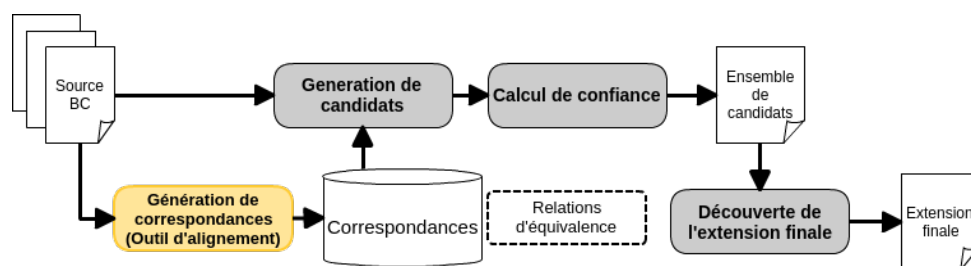 Source
BC
Generation de
candidats
Calcul de confiance
Ensemble
de
candidats
Génération de
correspondances
(Outil d'alignement)
Correspondances
Relations
d'équivalence
Découverte de
l'extension finale
Extension
finale